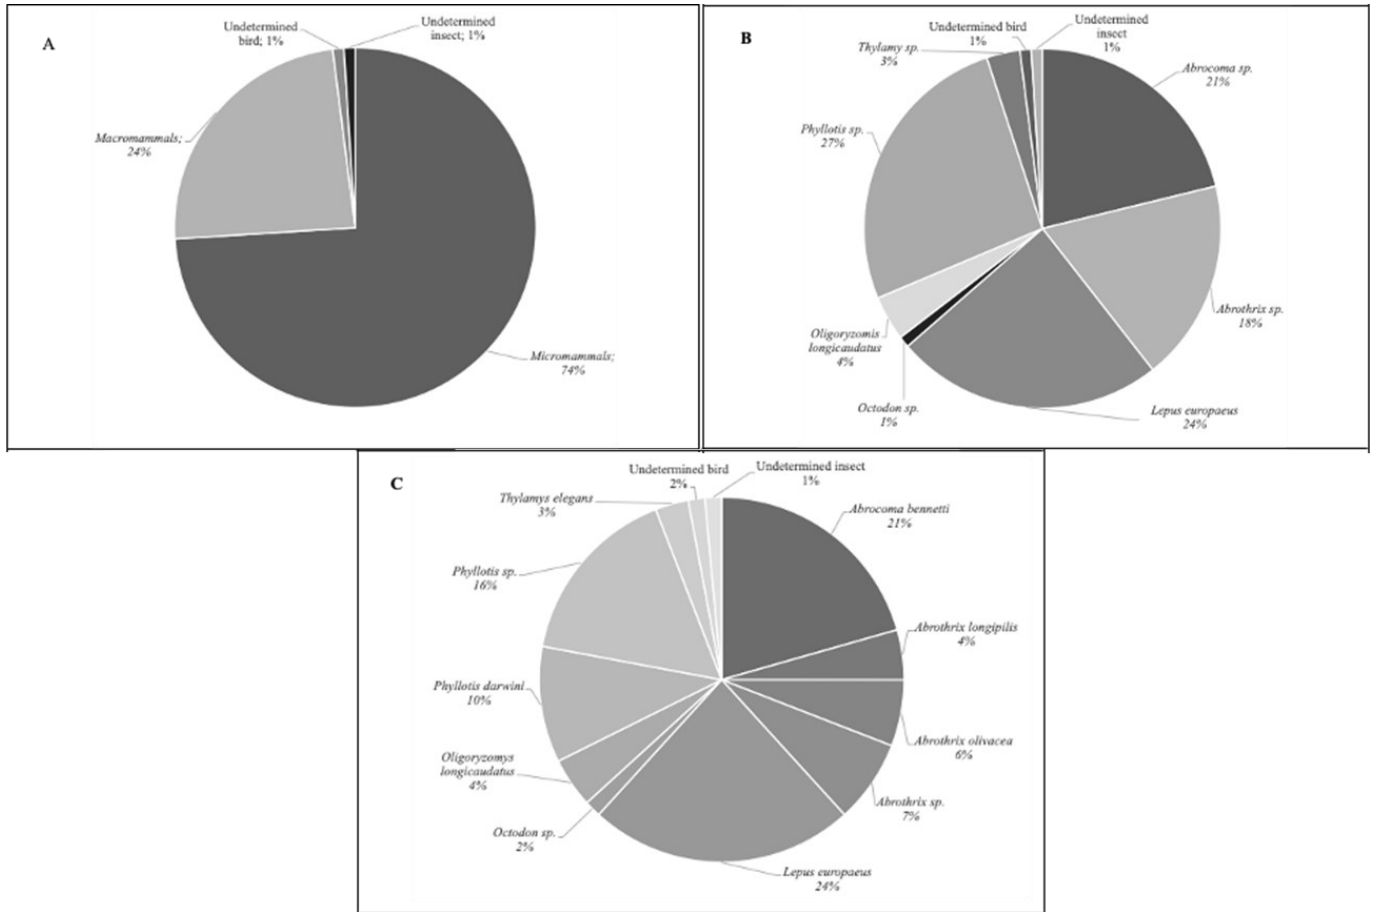 A
Undetermined
bird; 1%
Undetermined
insect; 1%
Macromammals;
24%
Micromammals;
74%
B
Undetermined bird
1%
Undetermined
insect
1%
Thylamy sp.
3%
Abrocoma sp.
21%
Phyllotis sp.
27%
Abrothrix sp.
18%
Oligoryzomis
longicaudatus
4%
Octodon sp.
1%
Lepus europaeus
24%
C
Undetermined bird
2%
Undetermined insect
1%
Thylamys elegans
3%
Abrocoma bennetti
21%
Phyllotis sp.
16%
Abrothrix longipilis
4%
Phyllotis darwini
10%
Abrothrix olivacea
6%
Oligoryzomys
longicaudatus
4%
Abrothrix sp.
7%
Octodon sp.
2%
Lepus europaeus
24%